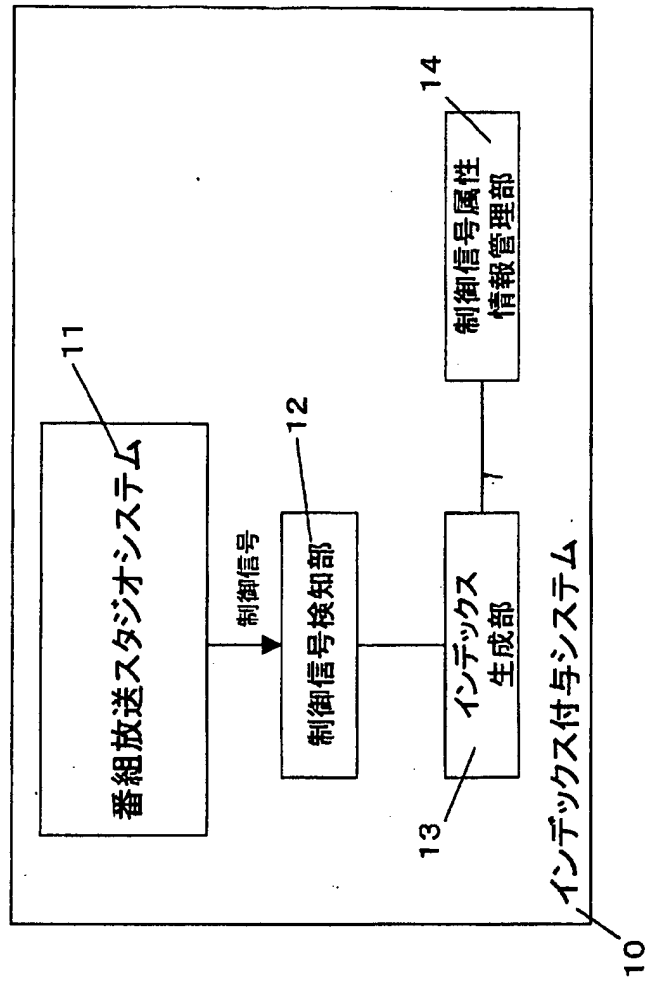 11
番組放送スタジオシステム
制御信号
12
制御信号検知部
13
インデックス
生成部
14
制御信号属性
情報管理部
インデックス付与システム
10